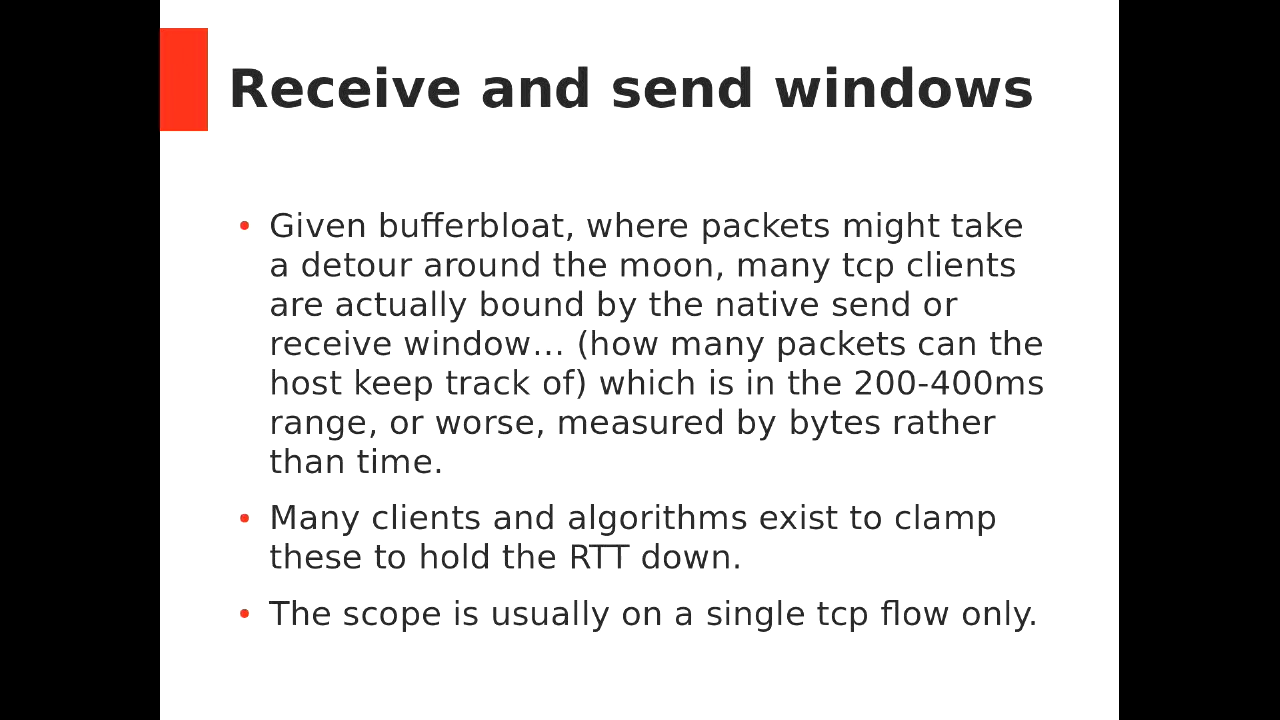 Receive and send windows
• Given bufferbloat, where packets might take
a detour around the moon, many tcp clients
are actually bound by the native send or
receive window… (how many packets can the
host keep track of) which is in the 200-400ms
range, or worse, measured by bytes rather
than time.
• Many clients and algorithms exist to clamp
these to hold the RTT down.
• The scope is usually on a single tcp flow only.